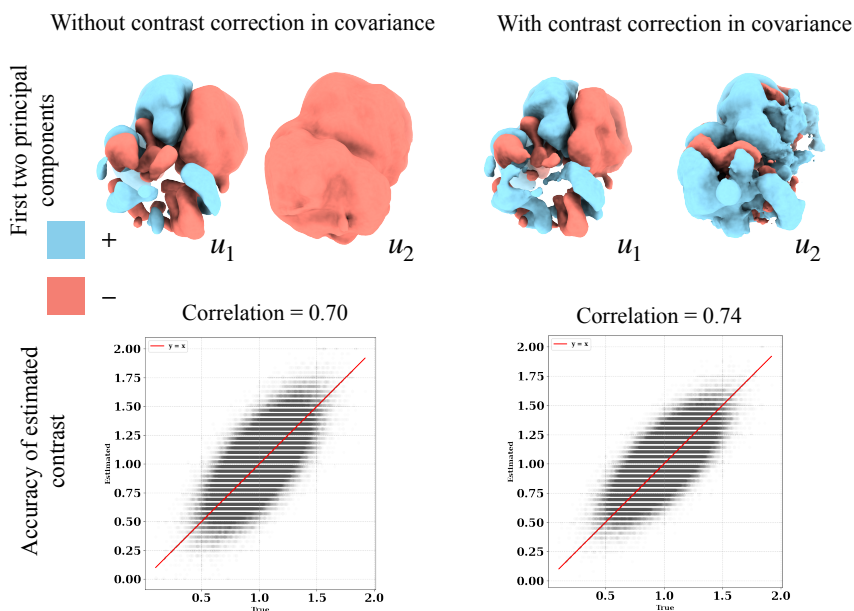 Without contrast correction in covariance
With contrast correction in covariance
First two principal
components
+
−
u1
u2
u1
u2
Correlation = 0.70
Correlation = 0.74
Accuracy of estimated
contrast
y = x
2.00
1.75
1.50
1.25
1.00
0.75
0.50
0.25
0.00
Estimated
0.5
1.0
1.5
2.0
True
y = x
2.00
1.75
1.50
1.25
1.00
0.75
0.50
0.25
0.00
Estimated
0.5
1.0
1.5
2.0
True